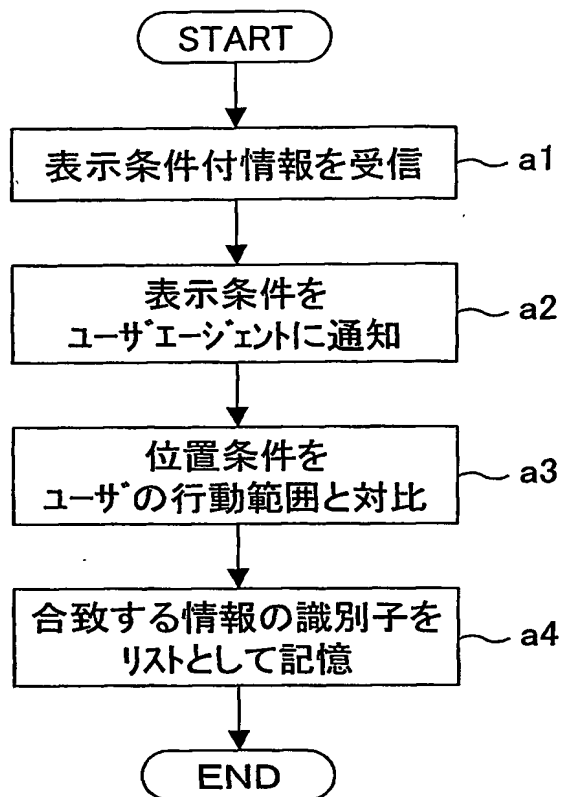 START
表示条件付情報を受信
a1
表示条件を
ユーザエージェントに通知
a2
位置条件を
ユーザの行動範囲と対比
a3
合致する情報の識別子を
リストとして記憶
a4
END